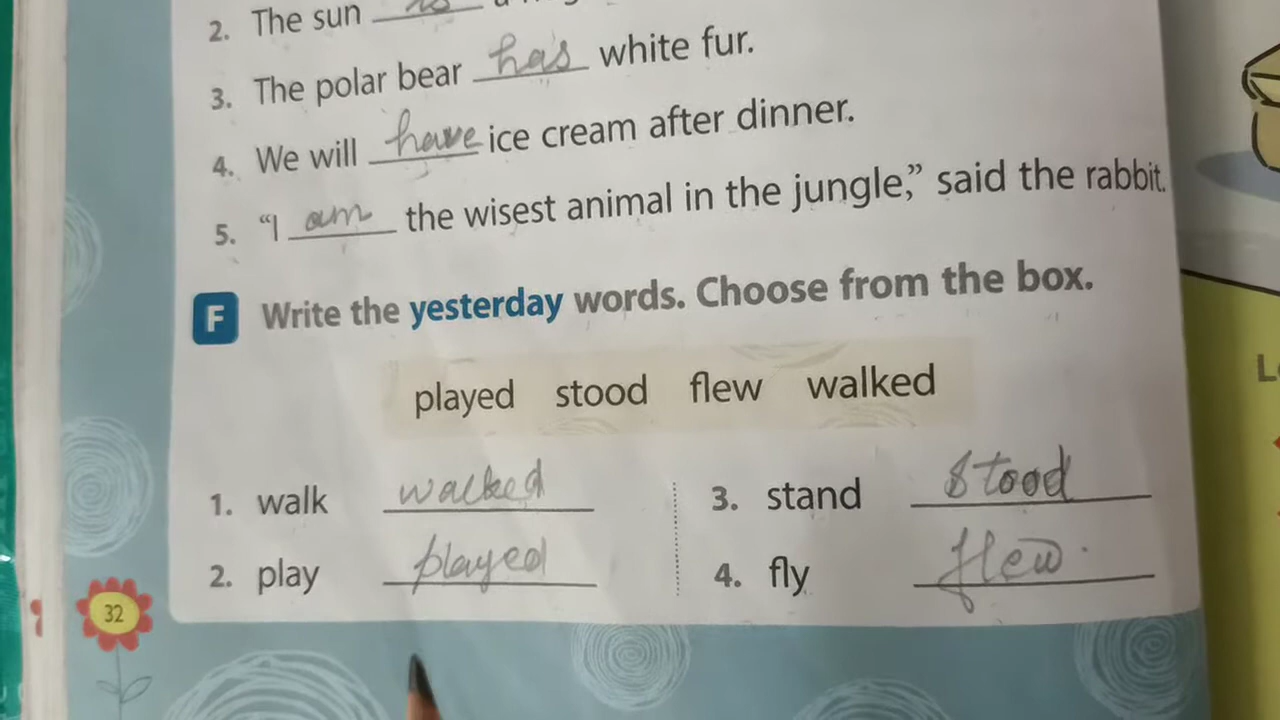 2. The sun is a
3. The polar bear has white fur.
4. We will have ice cream after dinner.
5. "I am the wisest animal in the jungle," said the rabbit.
F Write the yesterday words. Choose from the box.
played stood flew walked
1. walk walked
2. play played
3. stand stood
4. fly flew.
32